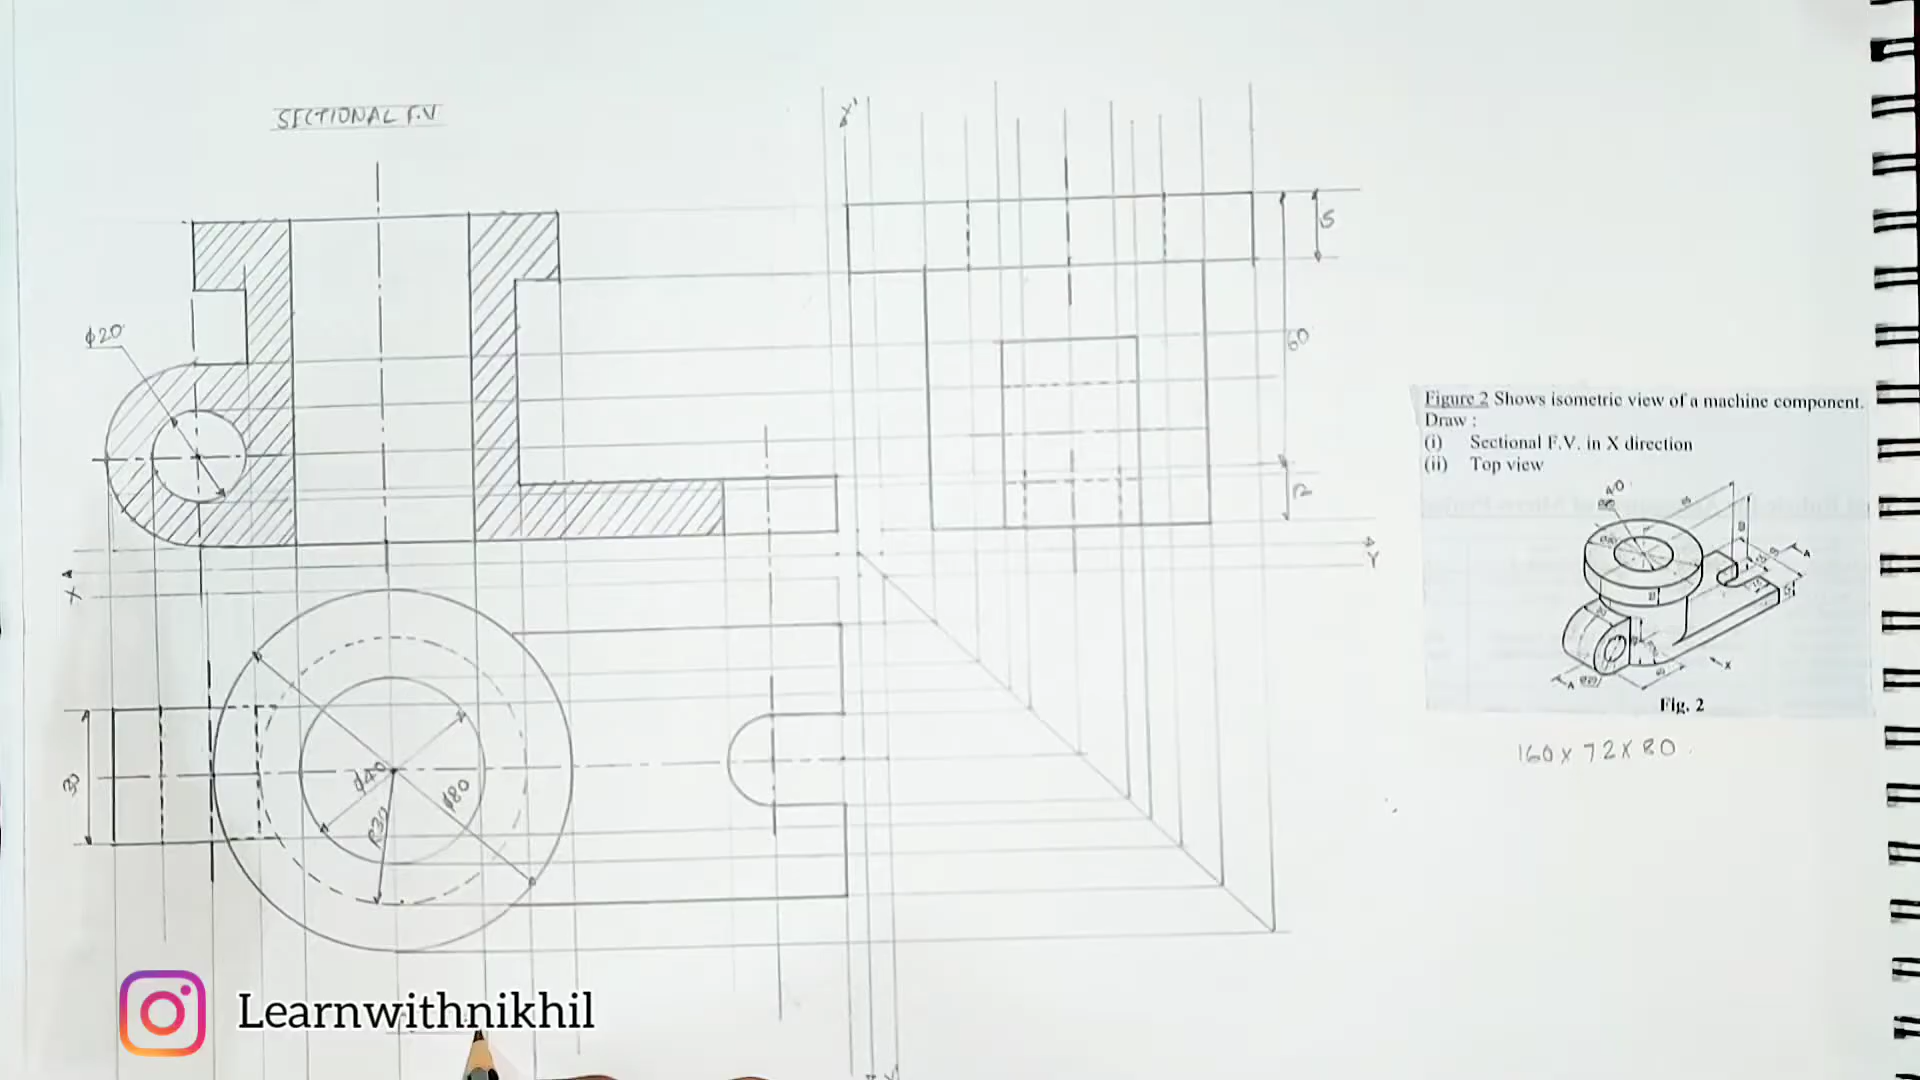 SECTIONAL F.V
X'
15
ϕ20
60
12
X
Y
30
ϕ40
ϕ80
R30
Figure 2 Shows isometric view of a machine component.
Draw :
(i) Sectional F.V. in X direction
(ii) Top view
A
X
A
Fig. 2
160 x 72 x 80
Learnwithnikhil